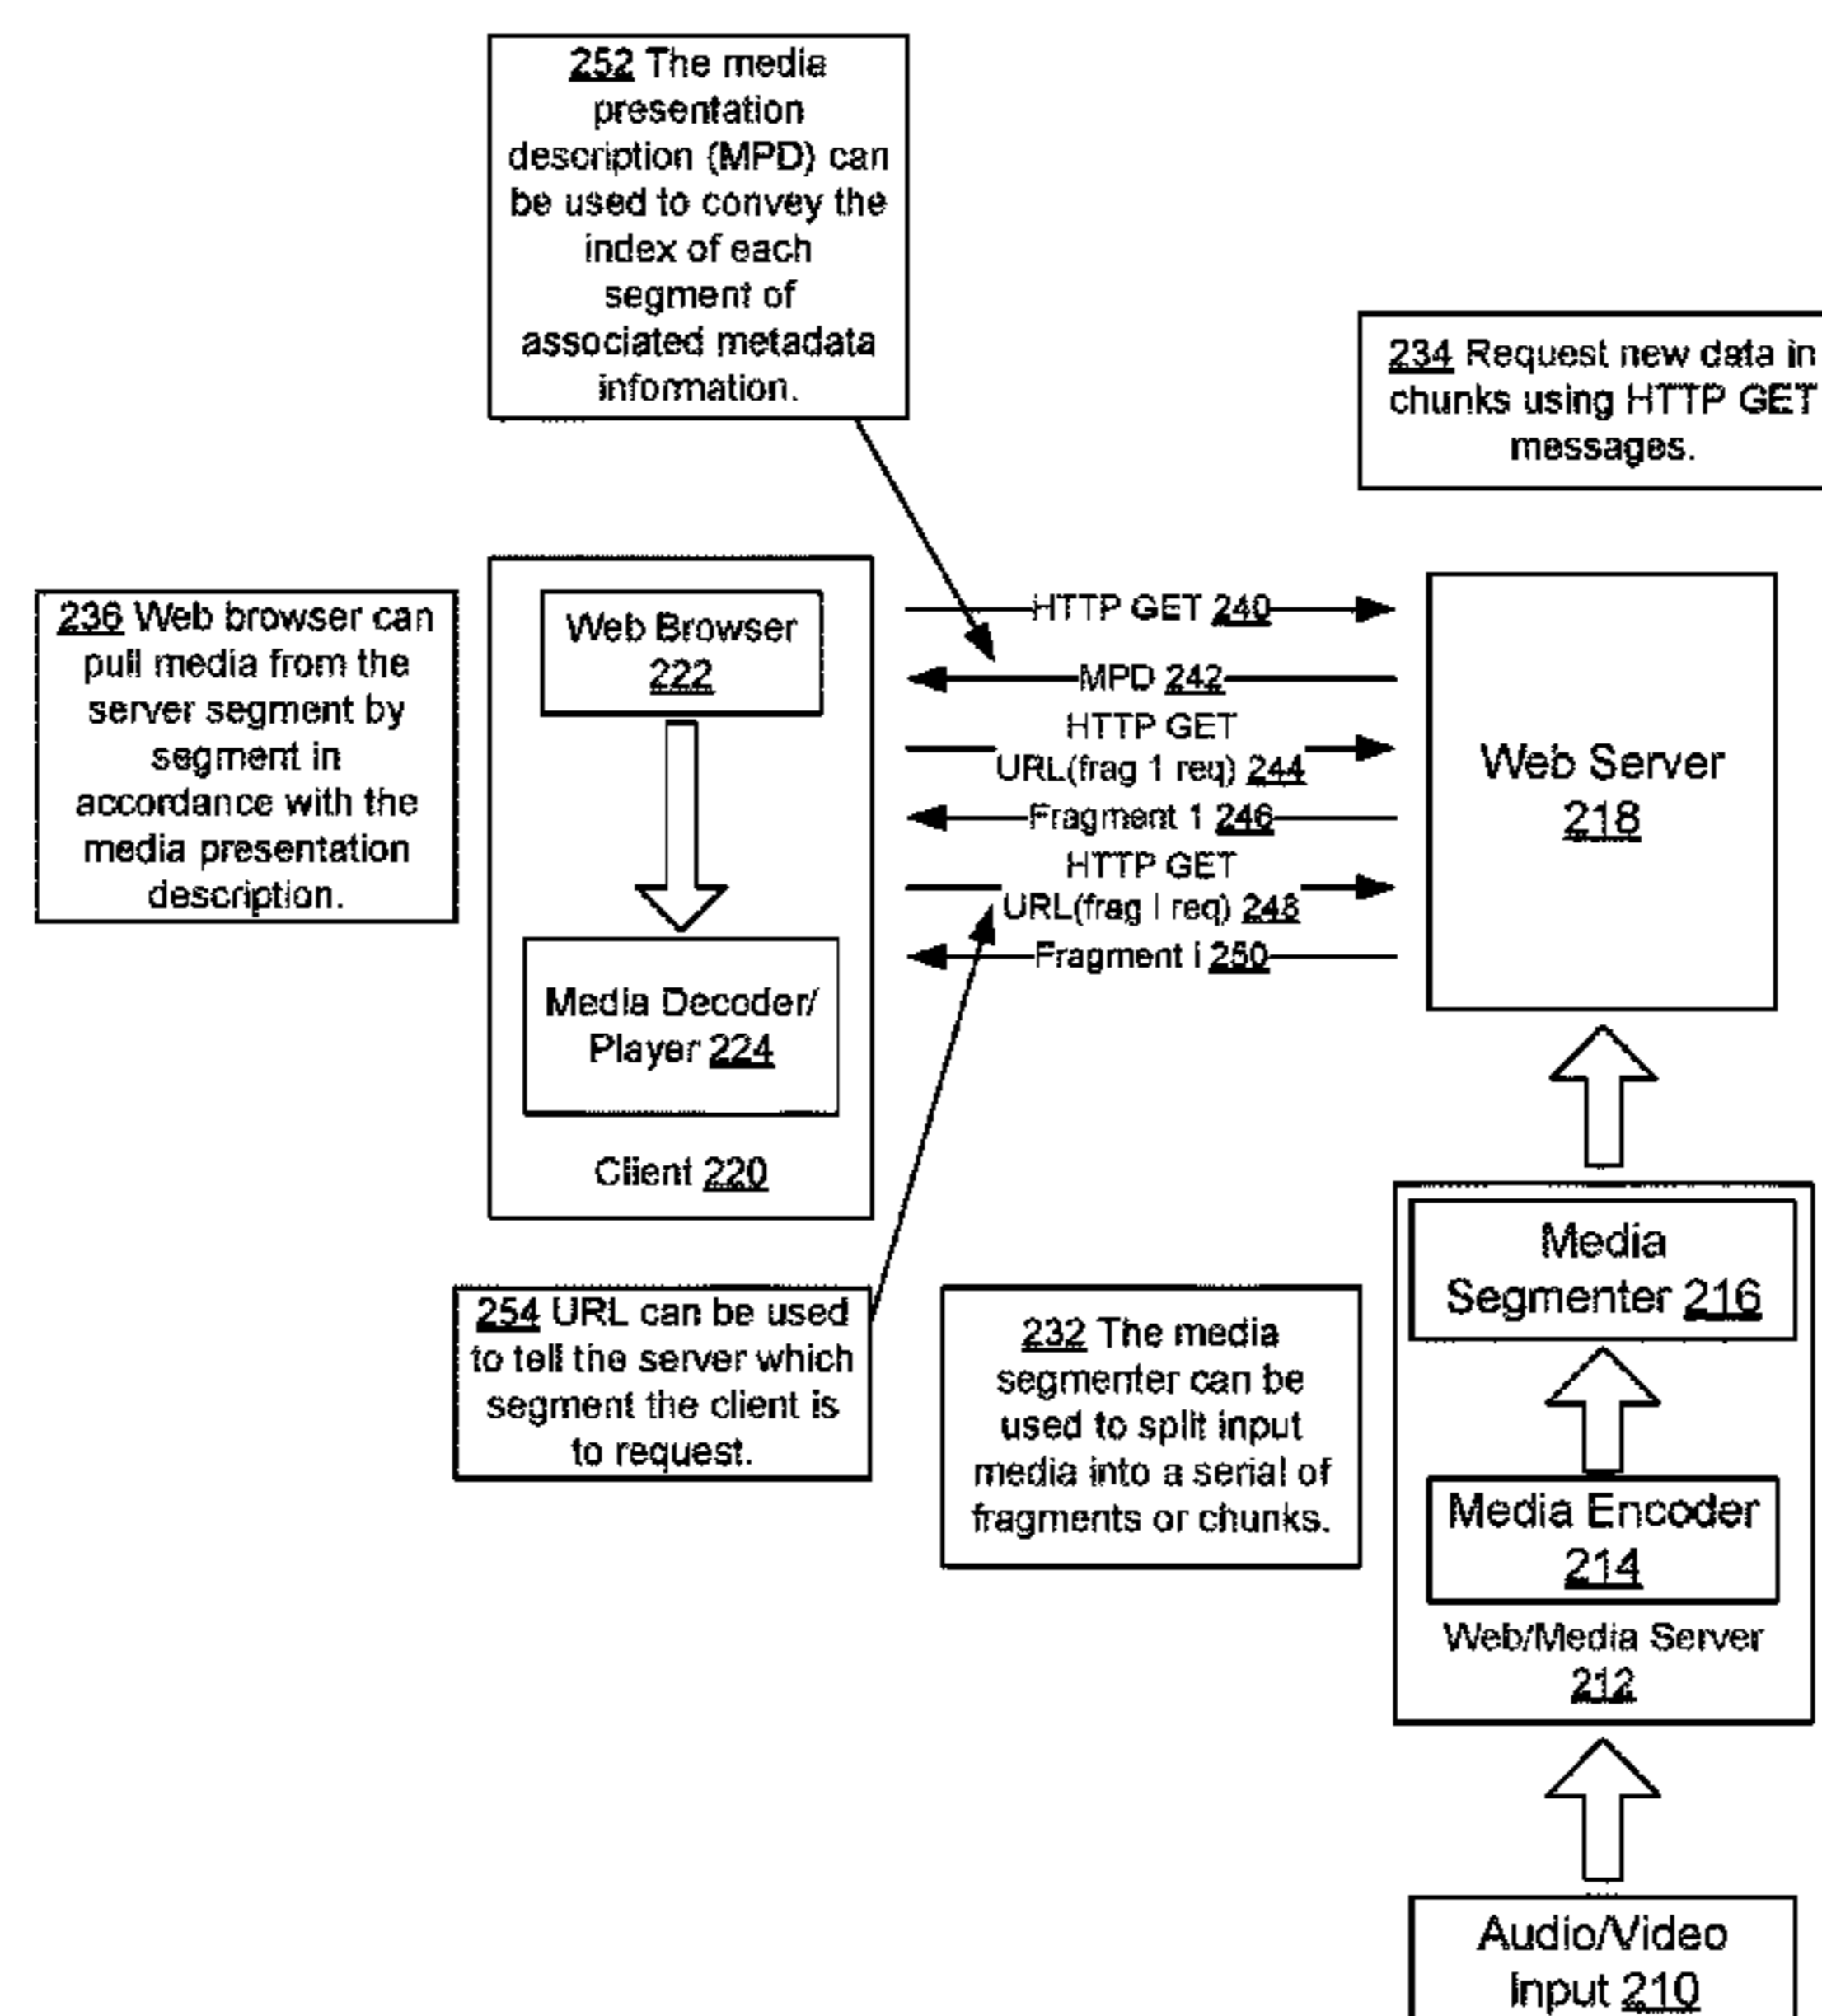 252 The media
presentation
description (MPD) can
be used to convey the
index of each
segment of
associated metadata
information.
234 Request new data in
chunks using HTTP GET
messages.
236 Web browser can
pull media from the
server segment by
segment in
accordance with the
media presentation
description.
Web Browser
222
Media Decoder/
Player 224
Client 220
HTTP GET 240
MPD 242
HTTP GET
URL(frag 1 req) 244
Fragment 1 246
HTTP GET
URL(frag i req) 248
Fragment i 250
Web Server
218
254 URL can be used
to tell the server which
segment the client is
to request.
232 The media
segmenter can be
used to split input
media into a serial of
fragments or chunks.
Media
Segmenter 216
Media Encoder
214
Web/Media Server
212
Audio/Video
Input 210